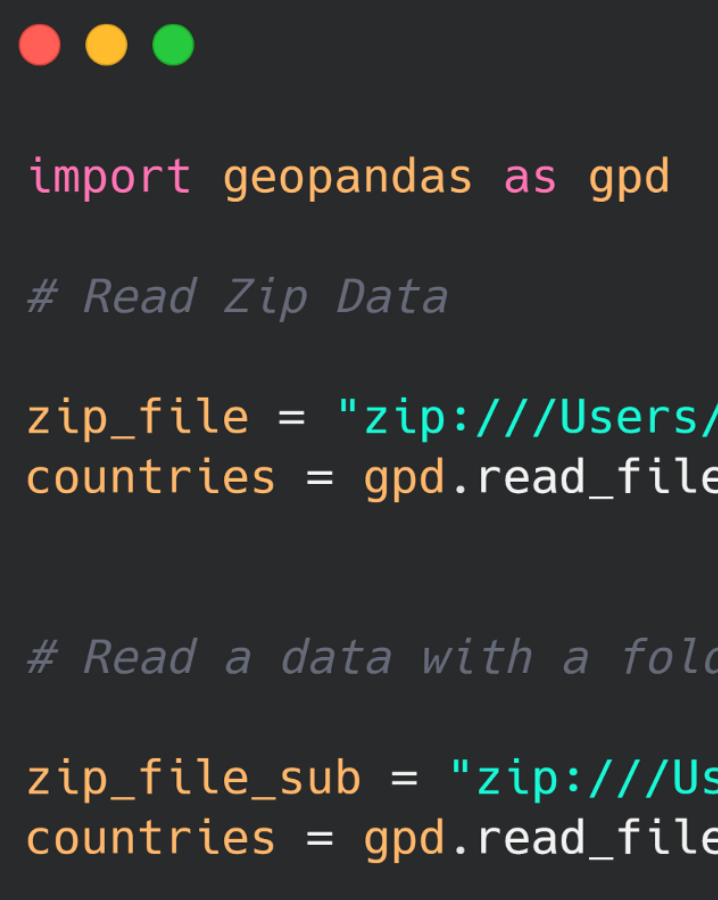 import geopandas as gpd
# Read Zip Data
zip_file = "zip:///Users/
countries = gpd.read_file
# Read a data with a fold
zip_file_sub = "zip:///Us
countries = gpd.read_file